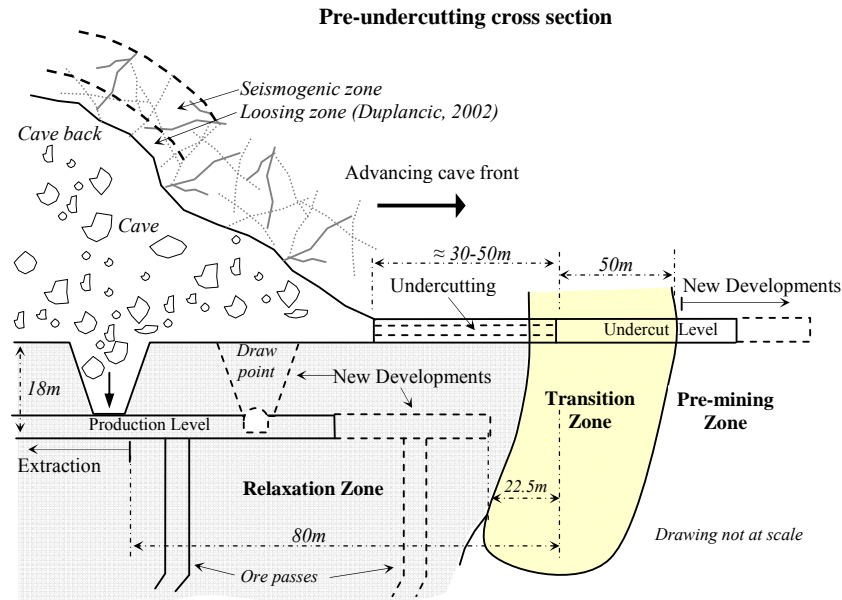 Pre-undercutting cross section
Seismogenic zone
Loosing zone (Duplancic, 2002)
Cave back
Advancing cave front
Cave
≈ 30-50m
50m
Undercutting
New Developments
Undercut Level
Draw
point
New Developments
18m
Transition
Zone
Pre-mining
Zone
Production Level
Extraction
Relaxation Zone
22.5m
80m
Drawing not at scale
Ore passes